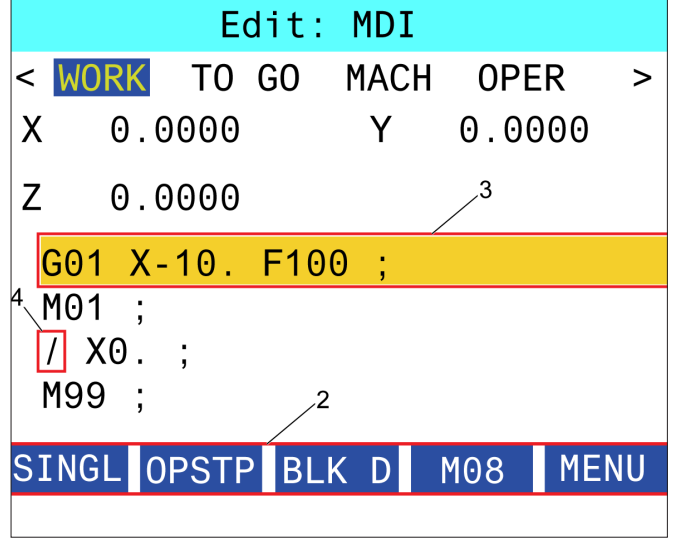 Edit: MDI
< WORK TO GO MACH OPER >
X 0.0000 Y 0.0000
Z 0.0000
3
G01 X-10. F100 ;
4
M01 ;
/ X0. ;
M99 ;
2
SINGL OPSTP BLK D M08 MENU